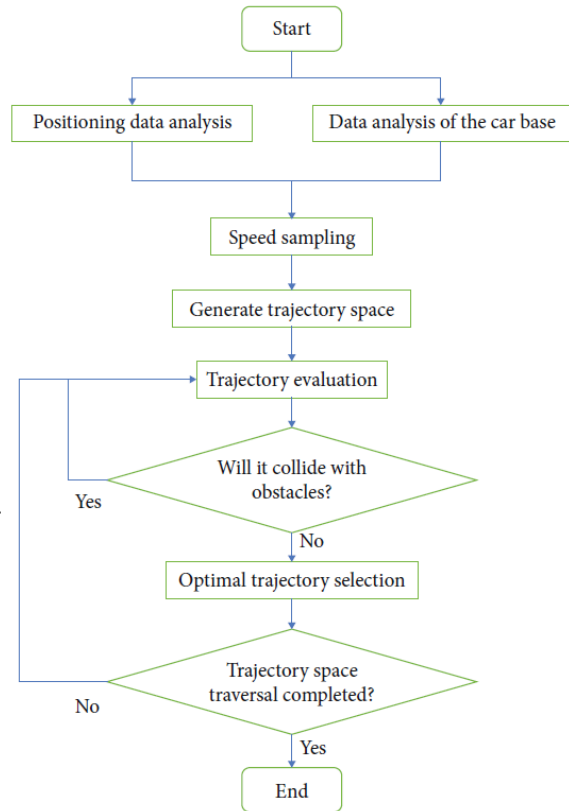 Start
Positioning data analysis
Data analysis of the car base
Speed sampling
Generate trajectory space
Trajectory evaluation
Will it collide with
obstacles?
Yes
No
Optimal trajectory selection
Trajectory space
traversal completed?
No
Yes
End